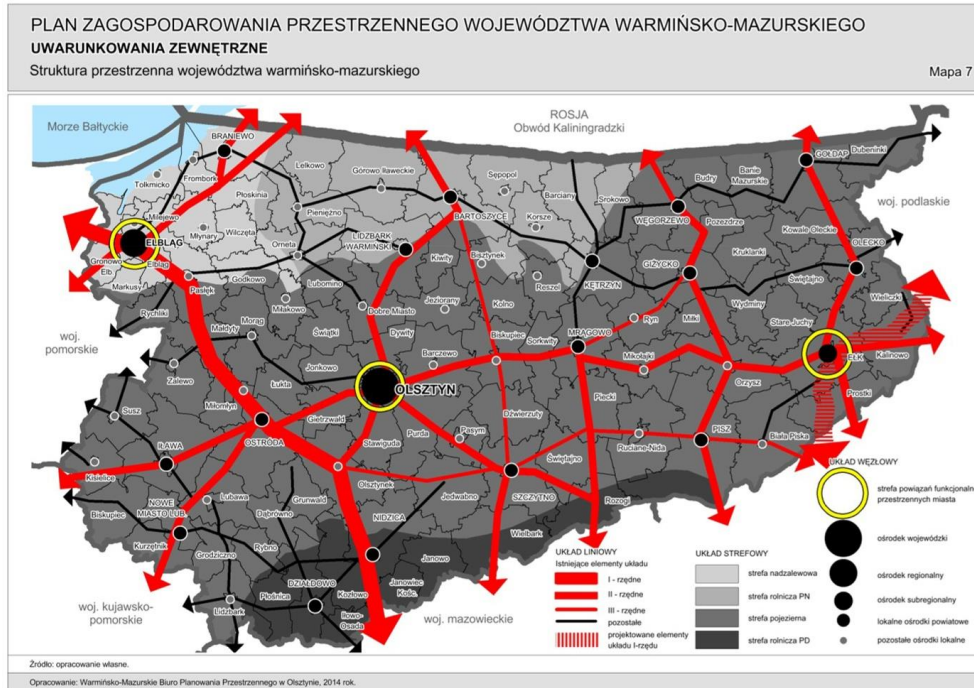 PLAN ZAGOSPODAROWANIA PRZESTRZENNEGO WOJEWÓDZTWA WARMIŃSKO-MAZURSKIEGO
UWARUNKOWANIA ZEWNĘTRZNE
Struktura przestrzenna województwa warmińsko-mazurskiego
Mapa 7
Morze Bałtyckie
ROSJA
Obwód Kaliningradzki
BRANIEWO
GOŁDAP
Dubeninki
Lelkowo
Frombork
Tolkmicko
Płoskinia
Górowo Iławeckie
Sępopol
Barciany
Srokowo
Budry
Banie
Mazurskie
woj. podlaskie
Milejewo
Pieniężno
BARTOSZYCE
Korsze
WĘGORZEWO
Pozezdrze
Kowale Oleckie
Młynary
Wilczęta
ELBLĄG
Orneta
LIDZBARK
WARMIŃSKI
Kiwity
Bisztynek
Kruklanki
OLECKO
Gronowo
Elb.
Elbląg
Markusy
Pasłęk
Godkowo
Lubomino
Reszel
KĘTRZYN
GIŻYCKO
Świętajno
Wieliczki
Rychliki
Miłakowo
Dobre Miasto
Jeziorany
Kolno
Wydminy
woj.
pomorskie
Małdyty
Morąg
Świątki
Dywity
Biskupiec
Sorkwity
MRĄGOWO
Ryn
Miłki
Stare Juchy
EŁK
Kalinowo
Zalewo
Jonkowo
Barczewo
Mikołajki
Orzysz
Łukta
OLSZTYN
Susz
Miłomłyn
Gietrzwałd
Dźwierzuty
Piecki
Prostki
OSTRÓDA
Stawiguda
Purda
Pasym
PISZ
Biała Piska
IŁAWA
Ruciane-Nida
Kisielice
Olsztynek
Świętajno
Lubawa
Grunwald
Jedwabno
SZCZYTNO
Rozogi
Biskupiec
NOWE
MIASTO LUB.
Dąbrówno
NIDZICA
Wielbark
Kurzętnik
Rybno
Grodziczno
Janowo
DZIAŁDOWO
Kozłowo
Janowiec
Kośc.
Płośnica
Iłowo-
Osada
Lidzbark
woj. kujawsko-
pomorskie
woj. mazowieckie
UKŁAD LINIOWY
Istniejące elementy
układu
I - rzędne
II - rzędne
III - rzędne
pozostałe
projektowane elementy
układu I-rzędu
UKŁAD STREFOWY
strefa nadzalewowa
strefa rolnicza PN
strefa pojezierna
strefa rolnicza PD
UKŁAD WĘZŁOWY
strefa powiązań funkcjonalno
przestrzennych miasta
ośrodek wojewódzki
ośrodek regionalny
ośrodek subregionalny
lokalne ośrodki powiatowe
pozostałe ośrodki lokalne
Źródło: opracowanie własne.
Opracowanie: Warmińsko-Mazurskie Biuro Planowania Przestrzennego w Olsztynie, 2014 rok.